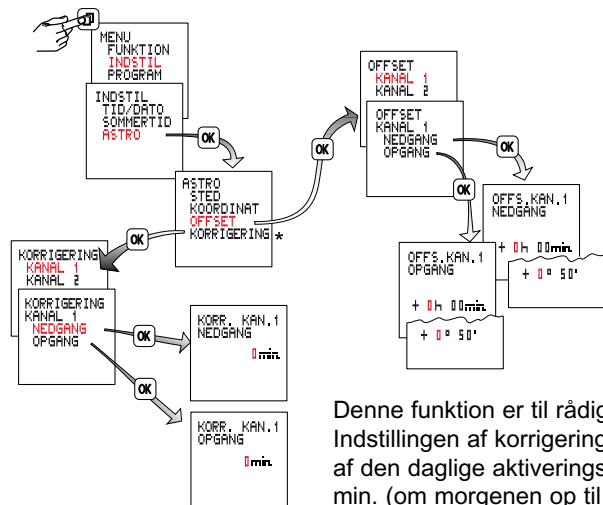 MENU
FUNKTION
INDSTIL
PROGRAM
INDSTIL
TID/DATO
SOMMERTID
ASTRO
OK
ASTRO
STED
KOORDINAT
OFFSET
KORRIGERING *
OK
OFFSET
KANAL 1
KANAL 2
OFFSET
KANAL 1
NEDGANG
OPGANG
OK
OFFS.KAN.1
NEDGANG
+ 0h 00min.
+ 0° 50'
OK
OFFS.KAN.1
OPGANG
+ 0h 00min.
+ 0° 50'
OK
KORRIGERING
KANAL 1
KANAL 2
KORRIGERING
KANAL 1
NEDGANG
OPGANG
OK
KORR. KAN.1
NEDGANG
0min.
OK
KORR. KAN.1
OPGANG
0min.
Denne funktion er til rådig
Indstillingen af korrigering
af den daglige aktiverings
min. (om morgenen op til